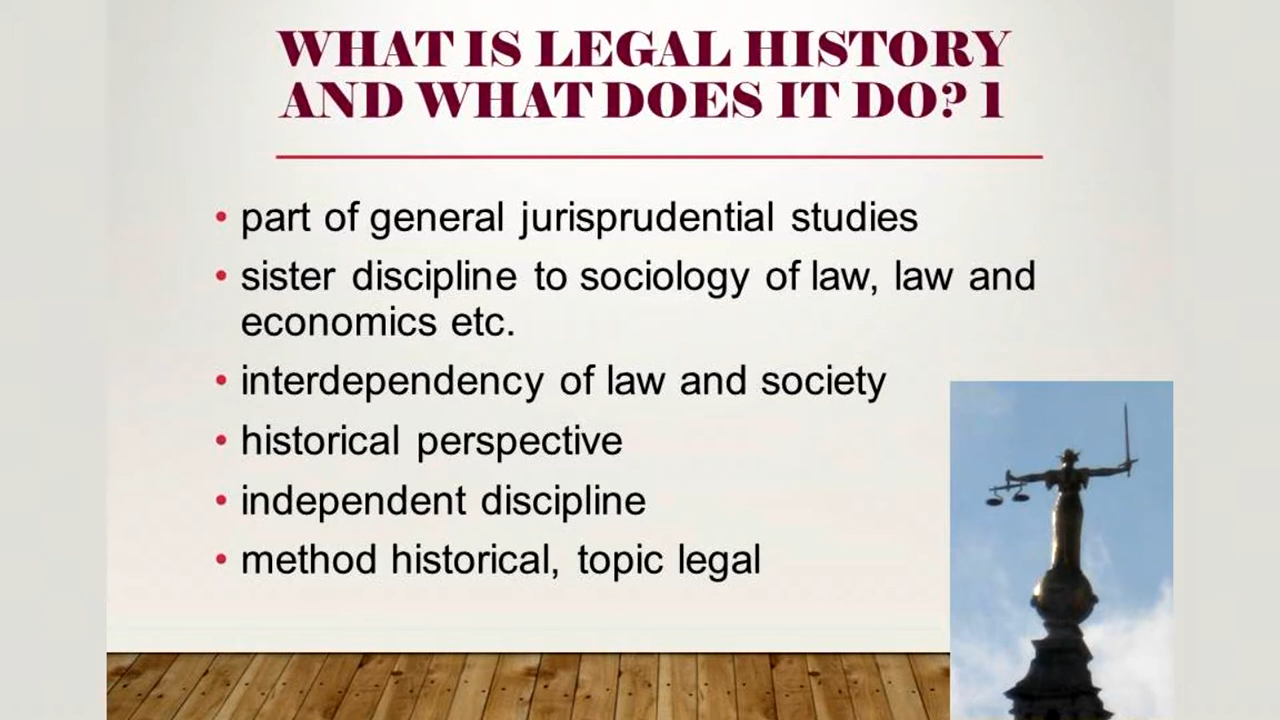 WHAT IS LEGAL HISTORY
AND WHAT DOES IT DO? 1
• part of general jurisprudential studies
• sister discipline to sociology of law, law and
economics etc.
• interdependency of law and society
• historical perspective
• independent discipline
• method historical, topic legal